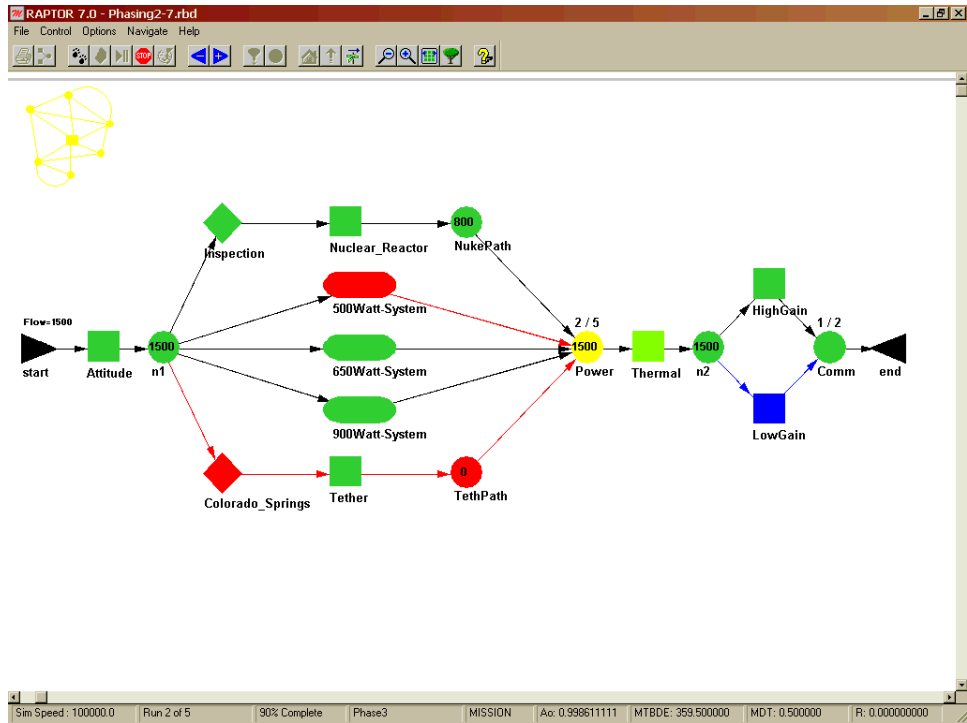 RAPTOR 7.0 - Phasing2-7.rbd
File Control Options Navigate Help
STOP
Inspection
Nuclear_Reactor
800
NukePath
500Watt-System
HighGain
Flow=1500
2 / 5
1 / 2
start
Attitude
1500
n1
650Watt-System
1500
Power
Thermal
1500
n2
Comm
end
LowGain
900Watt-System
Colorado_Springs
Tether
0
TethPath
Sim Speed : 100000.0 Run 2 of 5 90% Complete Phase3 MISSION Ao: 0.998611111 MTBDE: 359.500000 MDT: 0.500000 R: 0.000000000